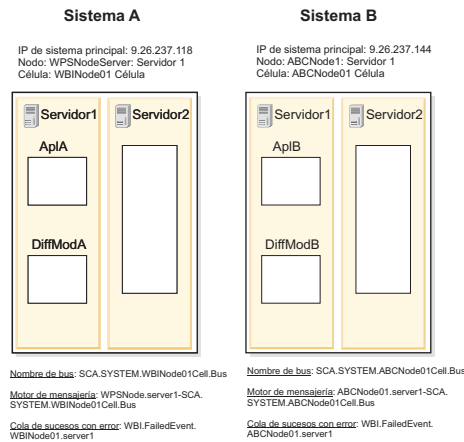 Sistema A
IP de sistema principal: 9.26.237.118
Nodo: WPSNodeServer: Servidor 1
Célula: WBINode01 Célula
Servidor1
Servidor2
AplA
DiffModA
Nombre de bus: SCA.SYSTEM.WBINode01Cell.Bus
Motor de mensajería: WPSNode.server1-SCA.
SYSTEM.WBINode01Cell.Bus
Cola de sucesos con error: WBI.FailedEvent.
WBINode01.server1
Sistema B
IP de sistema principal: 9.26.237.144
Nodo: ABCNode1: Servidor 1
Célula: ABCNode01 Célula
Servidor1
Servidor2
AplB
DiffModB
Nombre de bus: SCA.SYSTEM.ABCNode01Cell.Bus
Motor de mensajería: ABCNode01.server1-SCA.
SYSTEM.ABCNode01Cell.Bus
Cola de sucesos con error: WBI.FailedEvent.
ABCNode01.server1